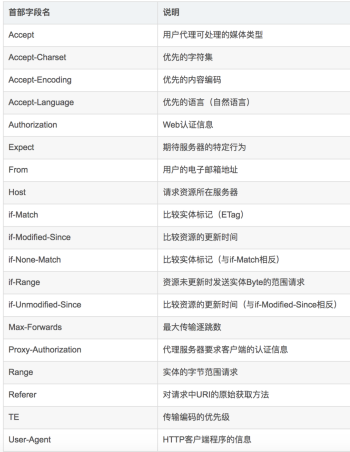 首部字段名 说明
Accept 用户代理可处理的媒体类型
Accept-Charset 优先的字符集
Accept-Encoding 优先的内容编码
Accept-Language 优先的语言（自然语言）
Authorization Web认证信息
Expect 期待服务器的特定行为
From 用户的电子邮箱地址
Host 请求资源所在服务器
if-Match 比较实体标记（ETag）
if-Modified-Since 比较资源的更新时间
if-None-Match 比较实体标记（与if-Match相反）
if-Range 资源未更新时发送实体Byte的范围请求
if-Unmodified-Since 比较资源的更新时间（与if-Modified-Since相反）
Max-Forwards 最大传输逐跳数
Proxy-Authorization 代理服务器要求客户端的认证信息
Range 实体的字节范围请求
Referer 对请求中URI的原始获取方法
TE 传输编码的优先级
User-Agent HTTP客户端程序的信息